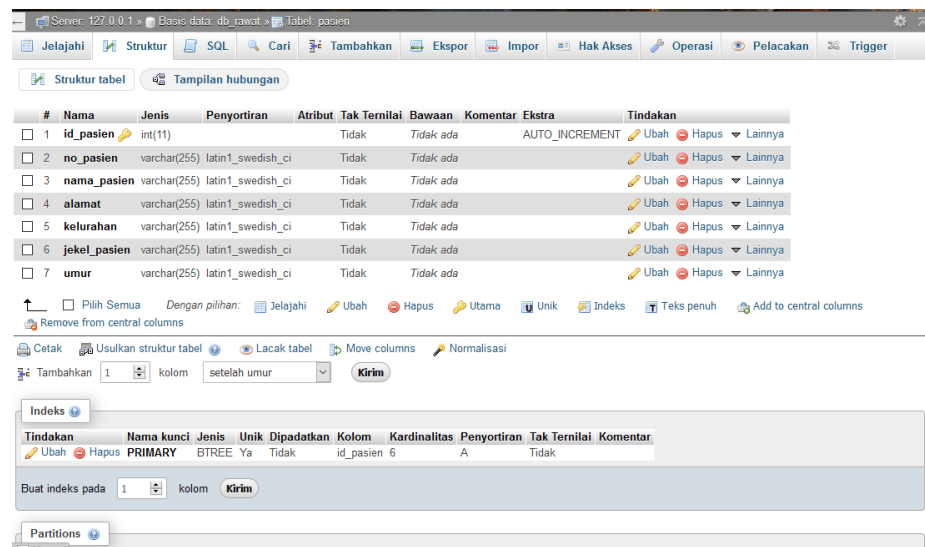 Server: 127.0.0.1 » Basis data: db_rawat » Tabel: pasien
Jelajahi Struktur SQL Cari Tambahkan Ekspor Impor Hak Akses Operasi Pelacakan Trigger
Struktur tabel Tampilan hubungan
# Nama Jenis Penyortiran Atribut Tak Ternilai Bawaan Komentar Ekstra Tindakan
1 id_pasien int(11) Tidak Tidak ada AUTO_INCREMENT Ubah Hapus Lainnya
2 no_pasien varchar(255) latin1_swedish_ci Tidak Tidak ada Ubah Hapus Lainnya
3 nama_pasien varchar(255) latin1_swedish_ci Tidak Tidak ada Ubah Hapus Lainnya
4 alamat varchar(255) latin1_swedish_ci Tidak Tidak ada Ubah Hapus Lainnya
5 kelurahan varchar(255) latin1_swedish_ci Tidak Tidak ada Ubah Hapus Lainnya
6 jekel_pasien varchar(255) latin1_swedish_ci Tidak Tidak ada Ubah Hapus Lainnya
7 umur varchar(255) latin1_swedish_ci Tidak Tidak ada Ubah Hapus Lainnya
Pilih Semua Dengan pilihan: Jelajahi Ubah Hapus Utama Unik Indeks Teks penuh Add to central columns
Remove from central columns
Cetak Usulkan struktur tabel Lacak tabel Move columns Normalisasi
Tambahkan 1 kolom setelah umur Kirim
Indeks
Tindakan Nama kunci Jenis Unik Dipadatkan Kolom Kardinalitas Penyortiran Tak Ternilai Komentar
Ubah Hapus PRIMARY BTREE Ya Tidak id_pasien 6 A Tidak
Buat indeks pada 1 kolom Kirim
Partitions